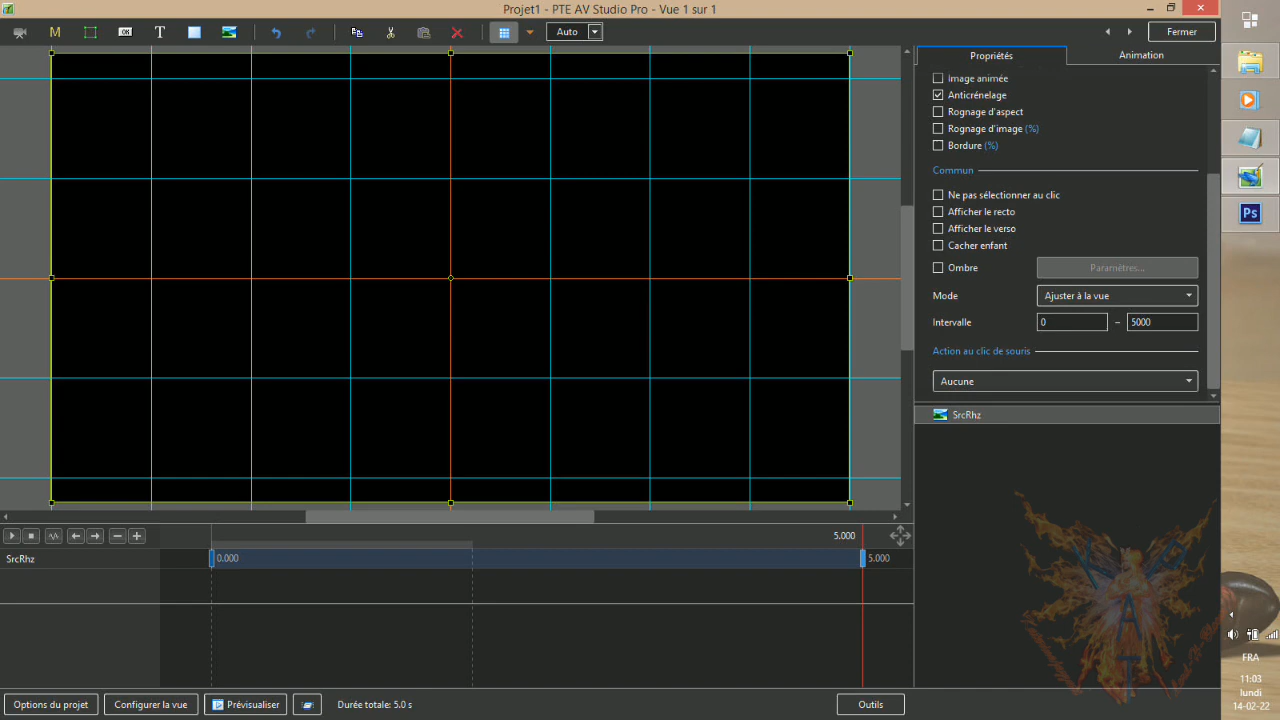 Projet1 - PTE AV Studio Pro - Vue 1 sur 1
M
OK
T
Auto
Fermer
Propriétés
Animation
Image animée
Anticrénelage
Rognage d'aspect
Rognage d'image (%)
Bordure (%)
Commun
Ne pas sélectionner au clic
Afficher le recto
Afficher le verso
Cacher enfant
Ombre
Paramètres...
Mode
Ajuster à la vue
Intervalle
0
–
5000
Action au clic de souris
Aucune
SrcRhz
5.000
SrcRhz
0.000
5.000
Options du projet
Configurer la vue
Prévisualiser
Durée totale: 5.0 s
Outils
Ps
FRA
11:03
lundi
14-02-22